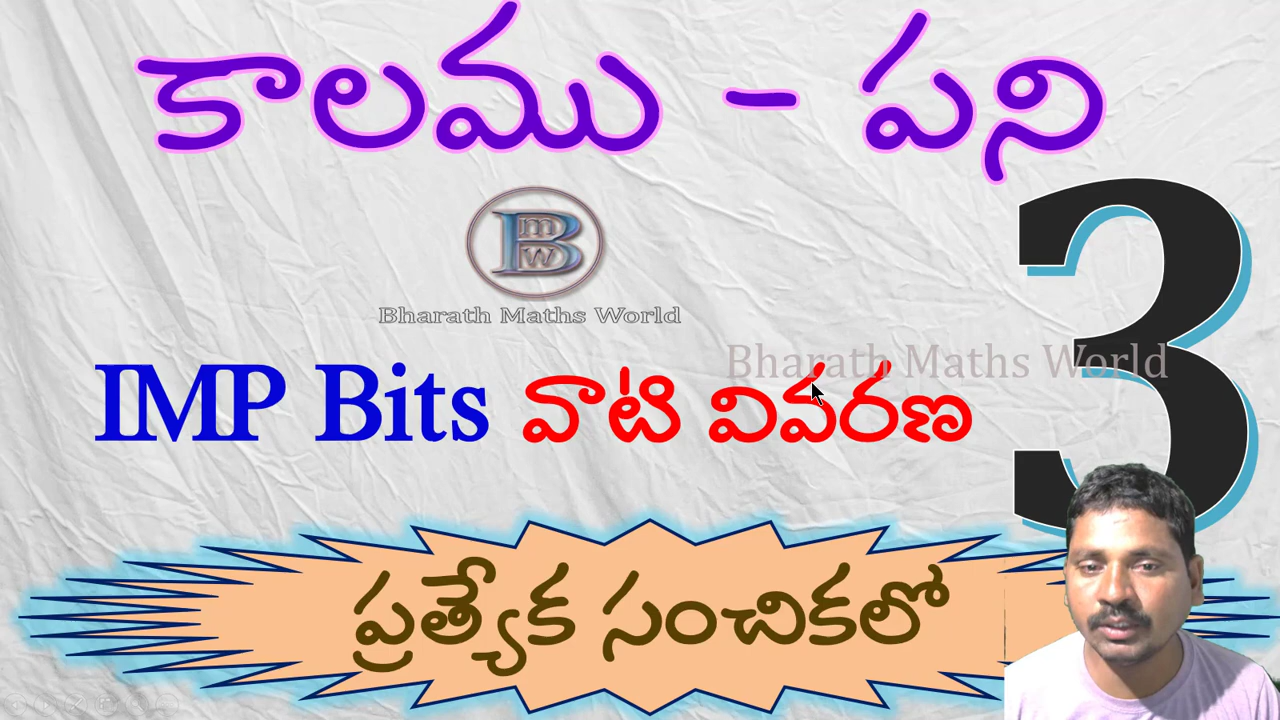 కాలము - పని
3
B m w
Bharath Maths World
Bharath Maths World
IMP Bits వాటి వివరణ
ప్రత్యేక సంచికలో